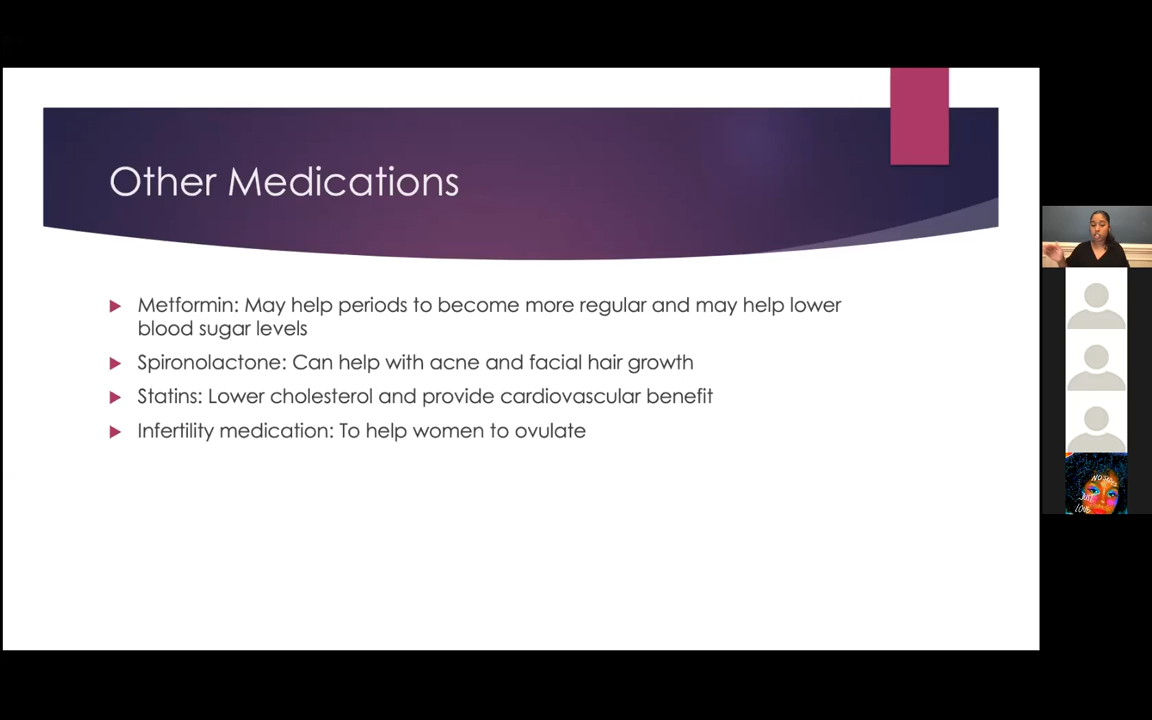 Other Medications
Metformin: May help periods to become more regular and may help lower
blood sugar levels
Spironolactone: Can help with acne and facial hair growth
Statins: Lower cholesterol and provide cardiovascular benefit
Infertility medication: To help women to ovulate
JUST
LOVE